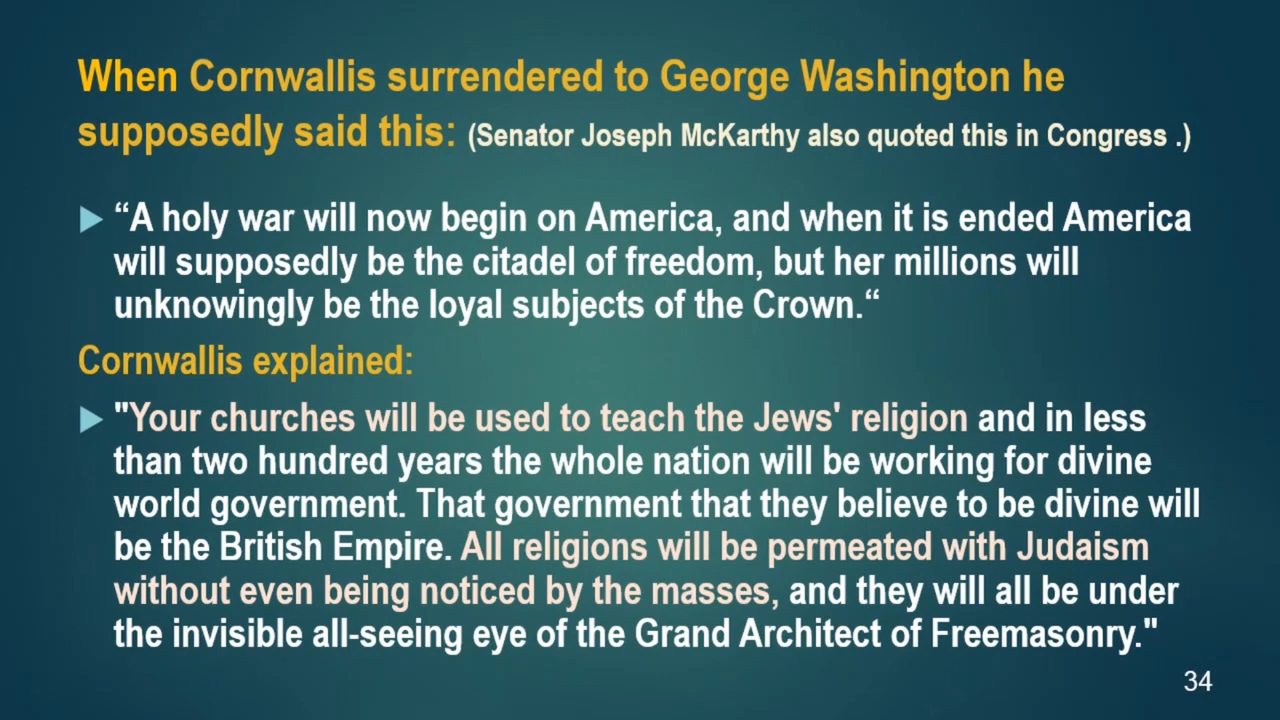 When Cornwallis surrendered to George Washington he
supposedly said this: (Senator Joseph McKarthy also quoted this in Congress .)
“A holy war will now begin on America, and when it is ended America
will supposedly be the citadel of freedom, but her millions will
unknowingly be the loyal subjects of the Crown.“
Cornwallis explained:
"Your churches will be used to teach the Jews' religion and in less
than two hundred years the whole nation will be working for divine
world government. That government that they believe to be divine will
be the British Empire. All religions will be permeated with Judaism
without even being noticed by the masses, and they will all be under
the invisible all-seeing eye of the Grand Architect of Freemasonry."
34